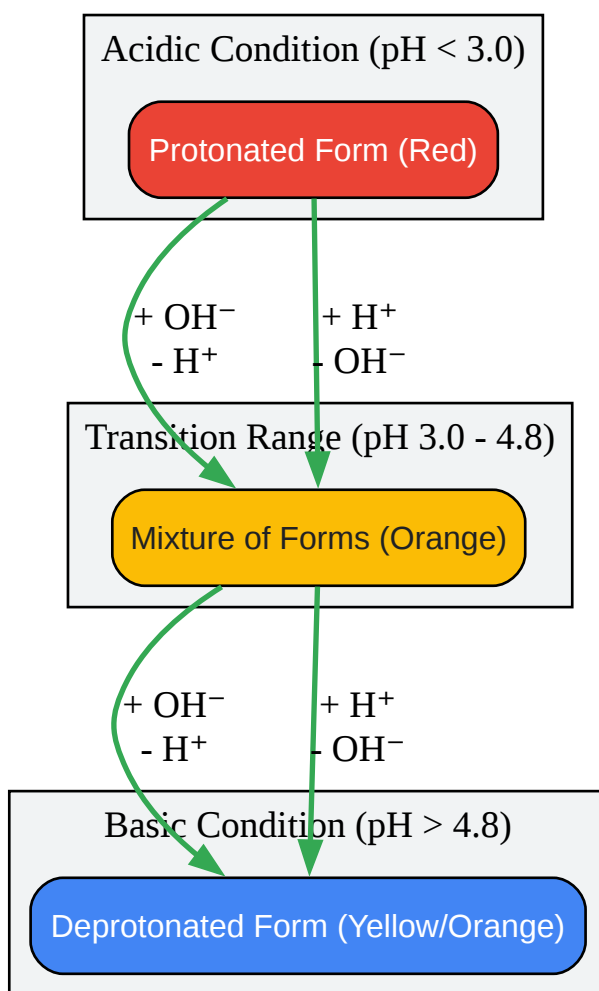 Acidic Condition (pH < 3.0)
Protonated Form (Red)
+ OH⁻
- H⁺
+ H⁺
- OH⁻
Transition Range (pH 3.0 - 4.8)
Mixture of Forms (Orange)
+ OH⁻
- H⁺
+ H⁺
- OH⁻
Basic Condition (pH > 4.8)
Deprotonated Form (Yellow/Orange)